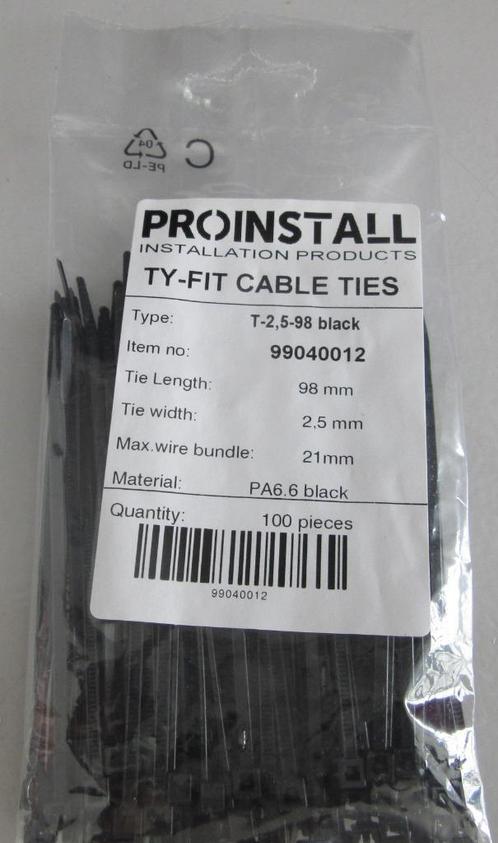 C
04
PE-LD
PROINSTALL
INSTALLATION PRODUCTS
TY-FIT CABLE TIES
Type: T-2,5-98 black
Item no: 99040012
Tie Length: 98 mm
Tie width: 2,5 mm
Max.wire bundle: 21mm
Material: PA6.6 black
Quantity: 100 pieces
99040012